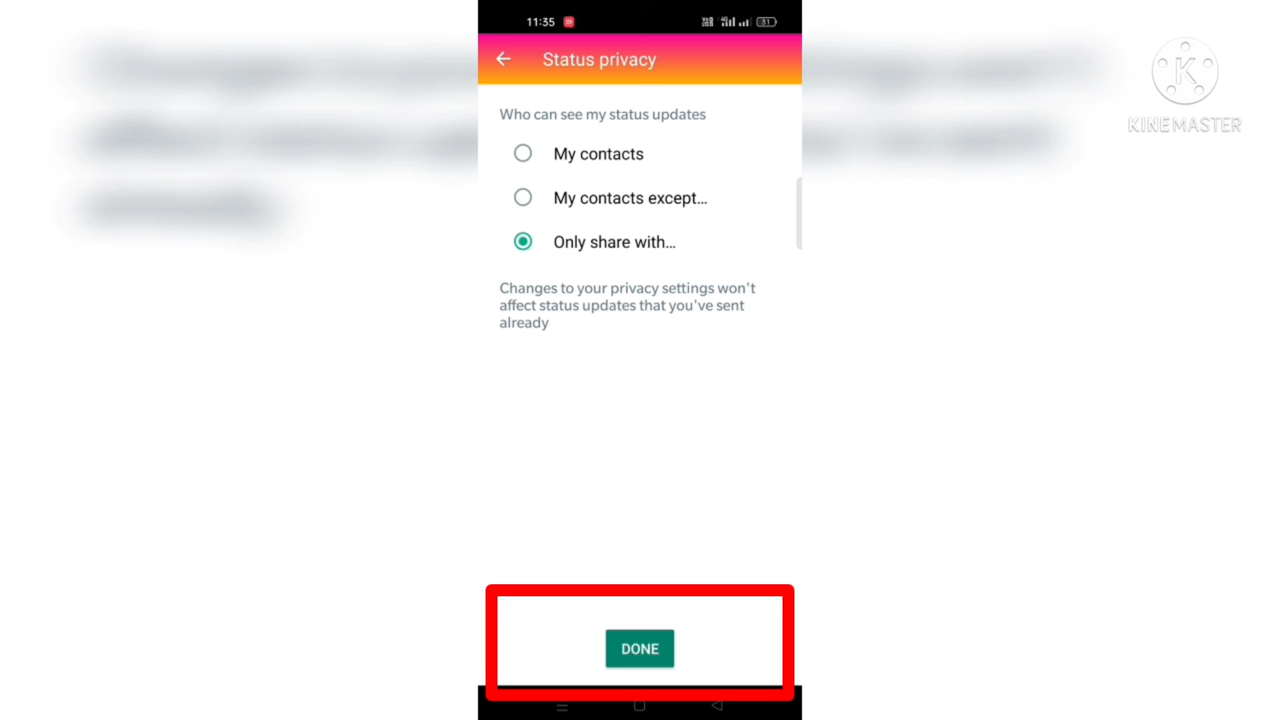 11:35
Status privacy
Who can see my status updates
My contacts
My contacts except...
Only share with...
Changes to your privacy settings won't
affect status updates that you've sent
already
DONE
K
KINEMASTER